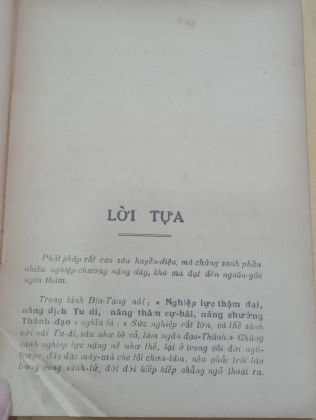 LỜI TỰA
Phật pháp rất cao sâu huyền-diệu, mà chúng sanh phần
nhiều nghiệp-chướng nặng dày, khó mà đạt đến nguồn gốc
uyên-thâm.
Trong kinh Địa-Tạng nói: « Nghiệp lực thậm đại,
năng địch Tu di, năng thâm cự-hải, năng chướng
Thánh-đạo » nghĩa là: « Sức nghiệp rất lớn, có thể sánh
với núi Tu-di, sâu như bể cả, làm ngăn đạo-Thánh.» Chúng
sanh nghiệp-lực nặng nề như thế, lại ở trong cõi đời ngũ-
trược, dày đặc mây-mù che lối chơn-tâm, nên phải trôi-lăn
trong vòng sanh-tử, đời đời kiếp kiếp chẳng ngộ thoát ra.